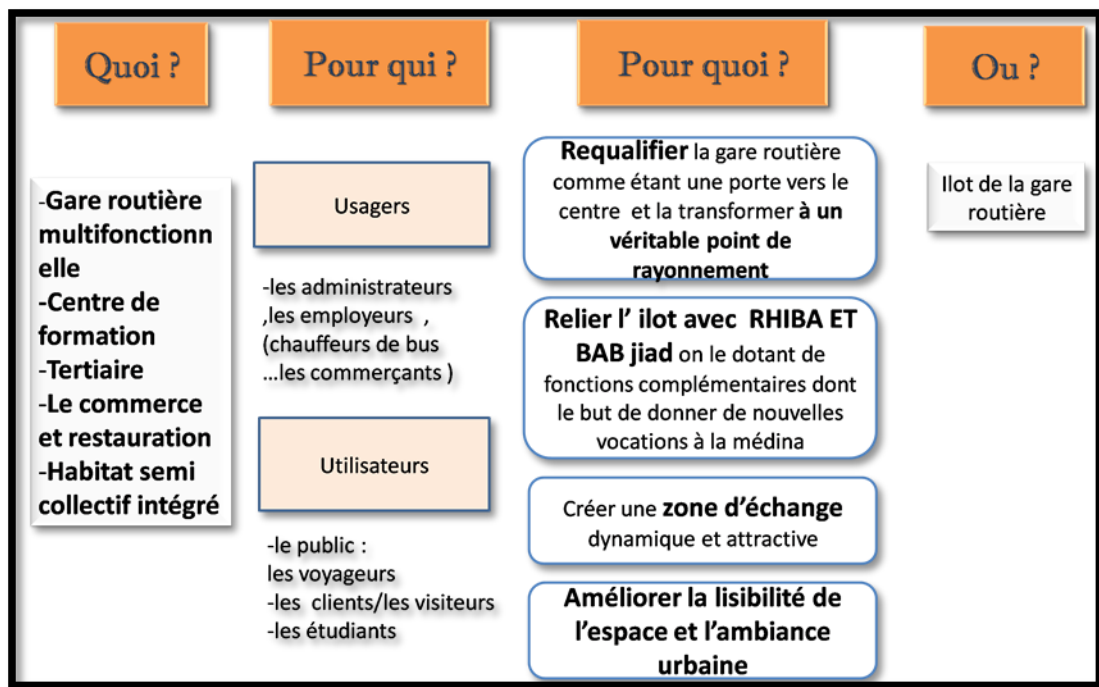 Quoi ?
-Gare routière
multifonctionn
elle
-Centre de
formation
-Tertiaire
-Le commerce
et restauration
-Habitat semi
collectif intégré
Pour qui ?
Usagers
-les administrateurs
,les employeurs ,
(chauffeurs de bus
...les commerçants )
Utilisateurs
-le public :
les voyageurs
-les clients/les visiteurs
-les étudiants
Pour quoi ?
Requalifier la gare routière
comme étant une porte vers le
centre et la transformer à un
véritable point de
rayonnement
Relier l' ilot avec RHIBA ET
BAB jiad on le dotant de
fonctions complémentaires dont
le but de donner de nouvelles
vocations à la médina
Créer une zone d'échange
dynamique et attractive
Améliorer la lisibilité de
l'espace et l'ambiance
urbaine
Ou ?
Ilot de la gare
routière